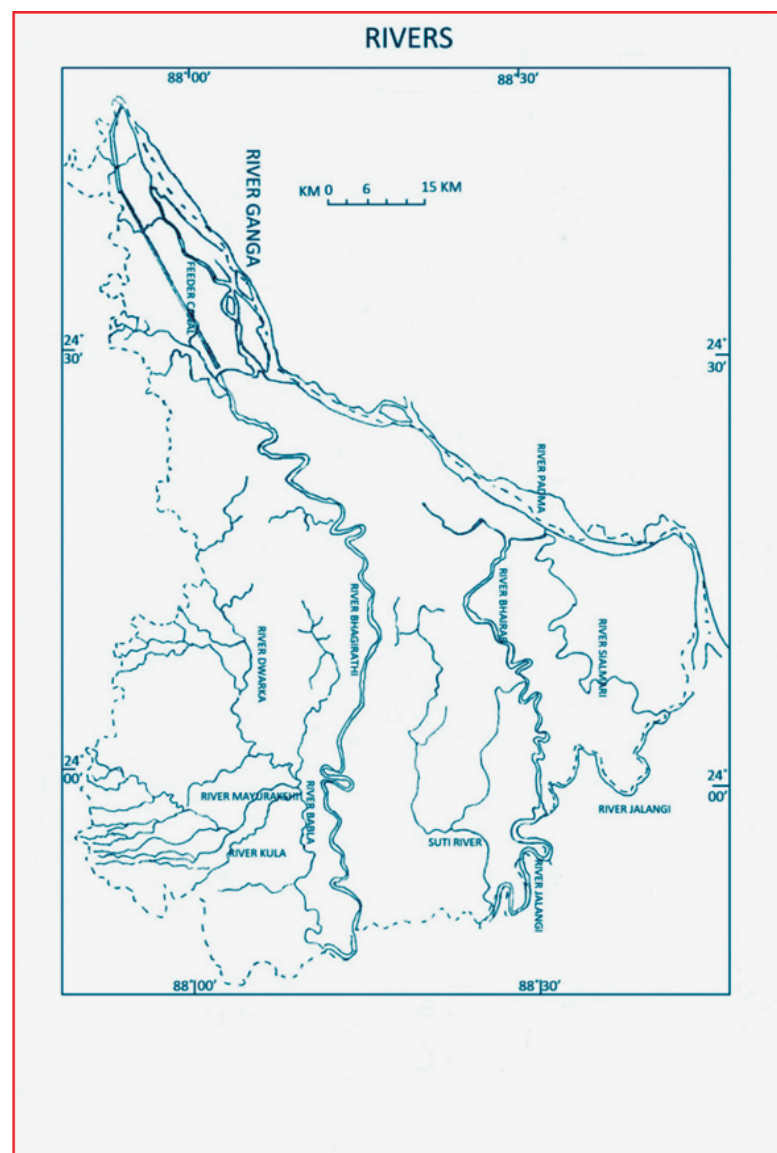 RIVERS
88°00'
88°30'
RIVER GANGA
KM 0 6 15 KM
FEEDER CANAL
24°
30'
24°
30'
RIVER PADMA
RIVER BHAGIRATHI
RIVER BHAIRAB
RIVER SIALMARI
RIVER DWARKA
24°
00'
24°
00'
RIVER MAYURAKSHI
RIVER BABLA
RIVER JALANGI
RIVER KULA
SUTI RIVER
RIVER JALANGI
88°00'
88°30'